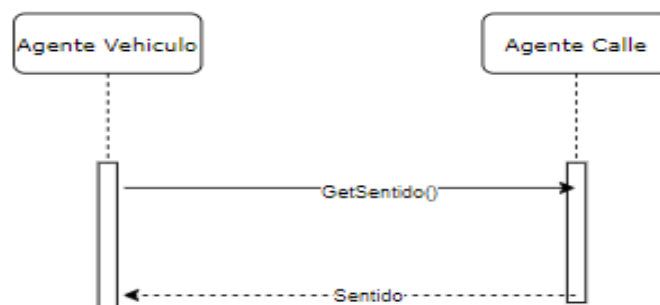 Agente Vehiculo
Agente Calle
GetSentido()
Sentido